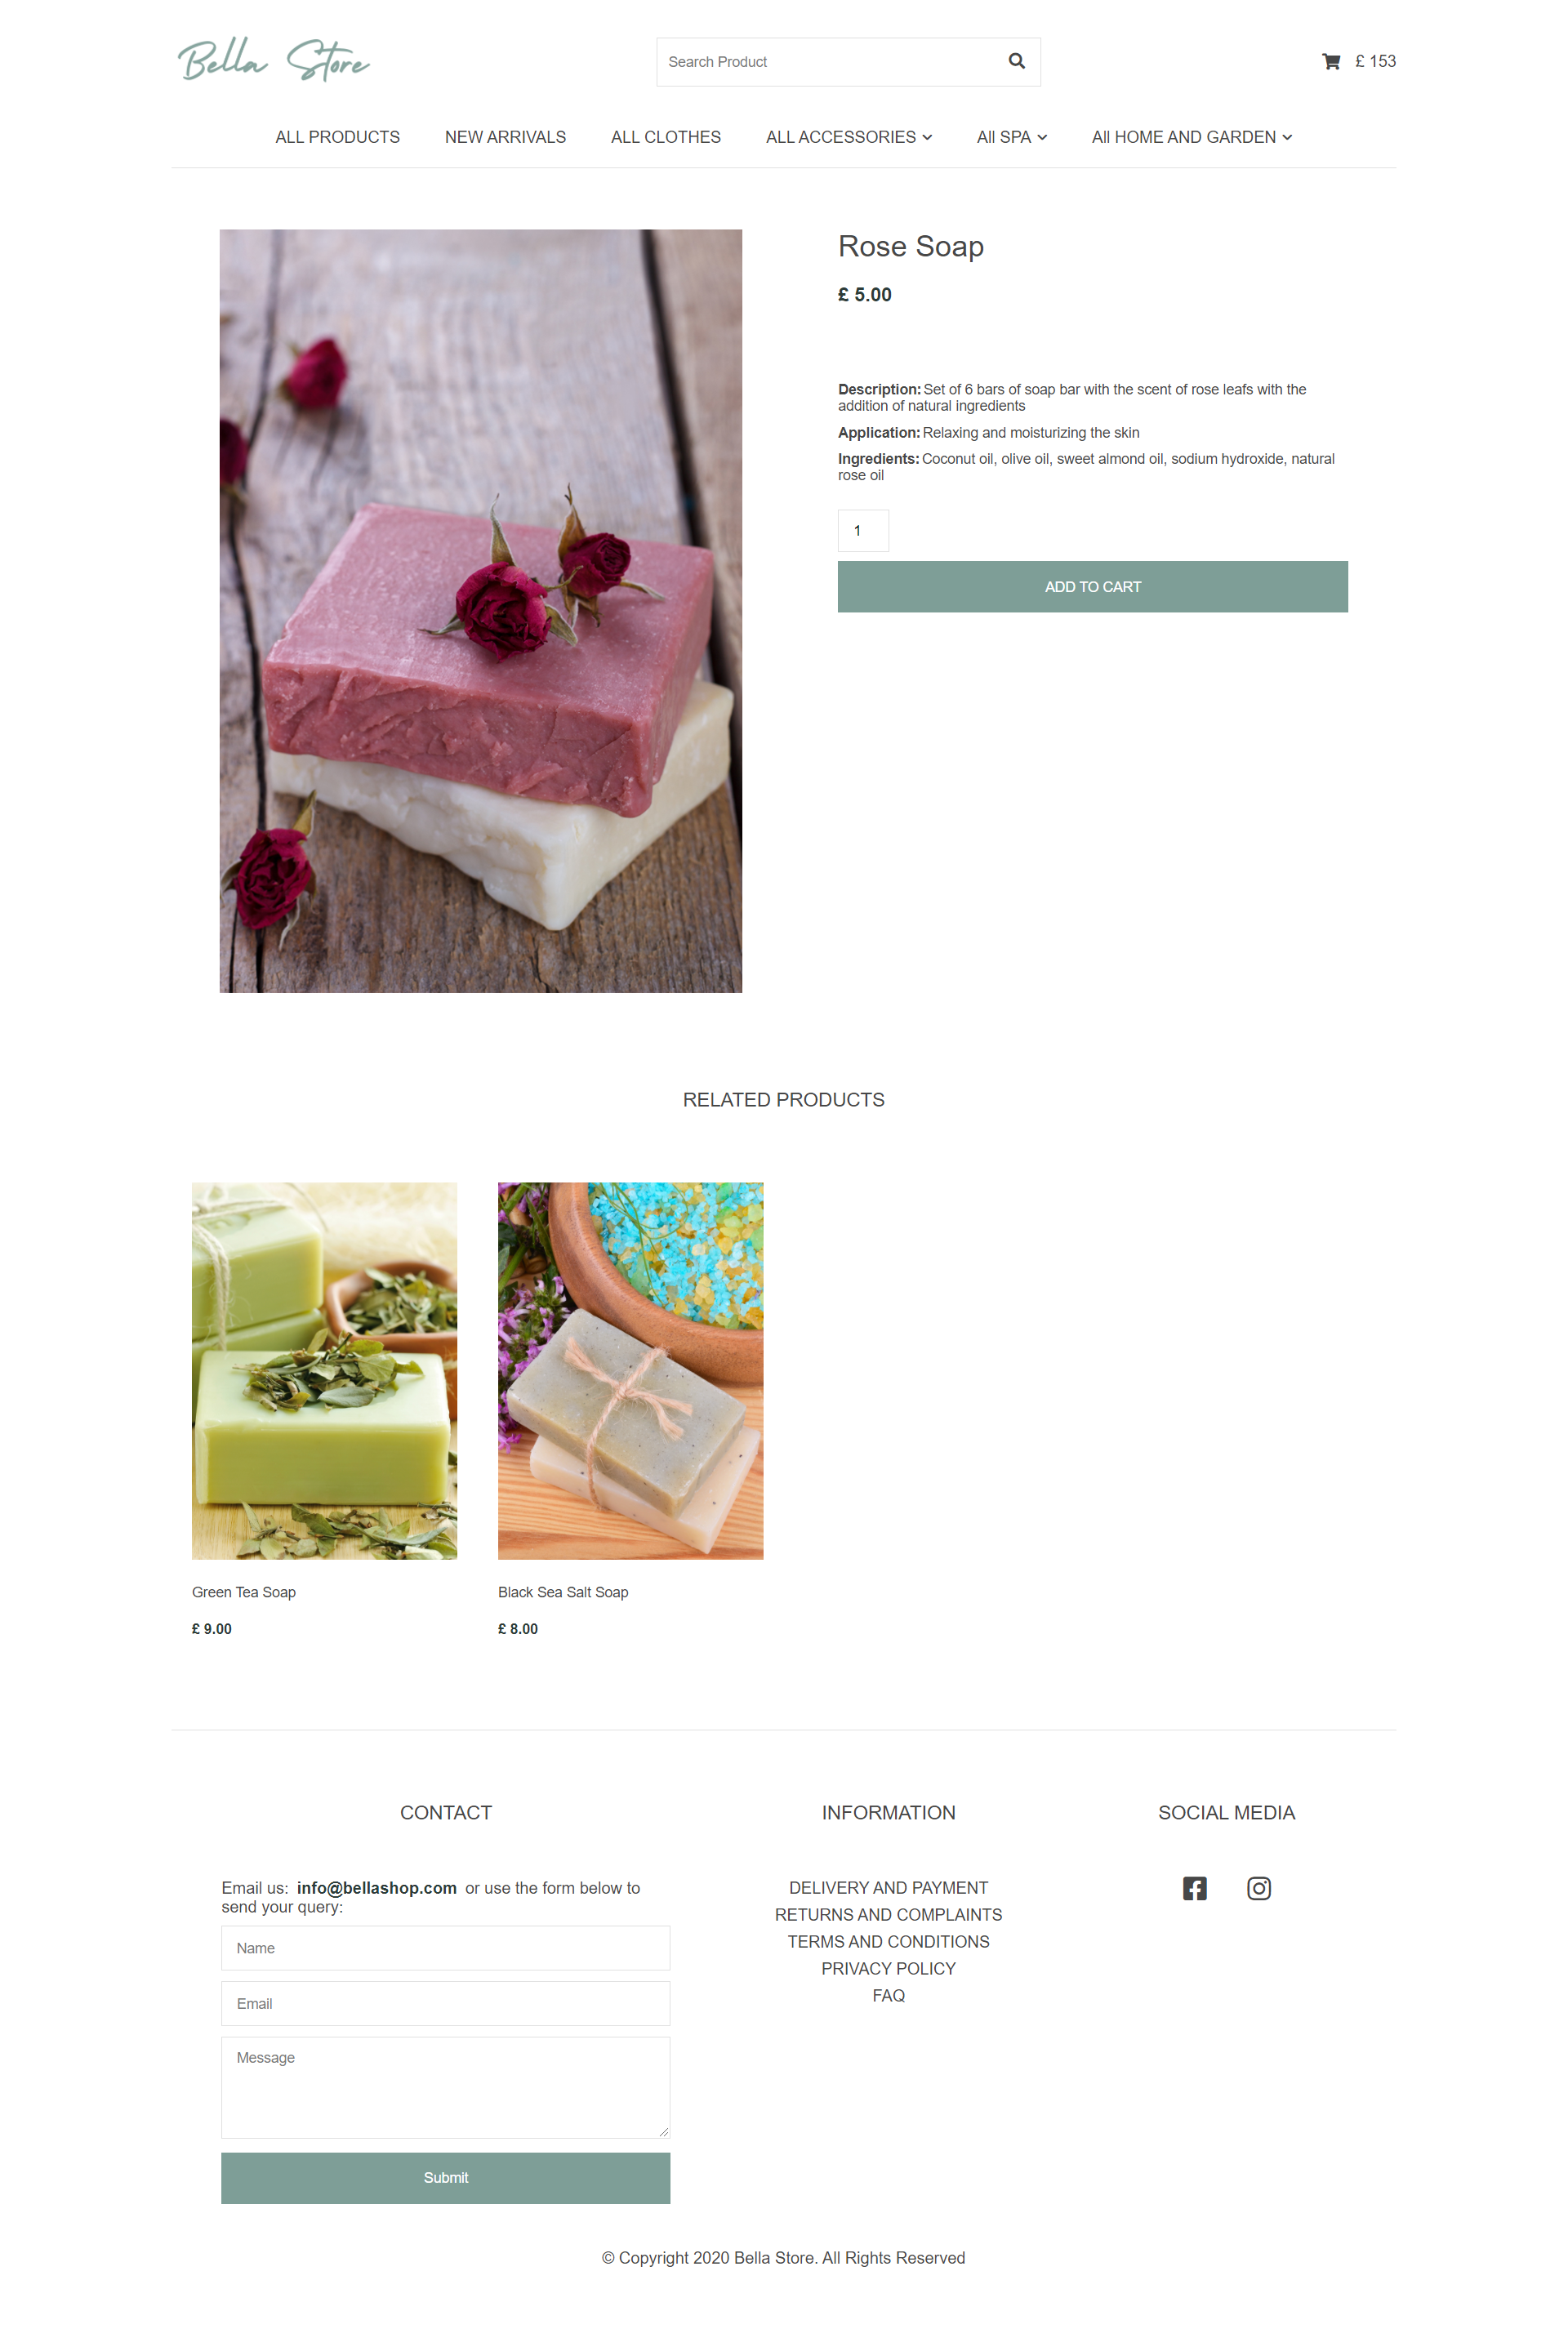 Bella Store
Search Product
£ 153
ALL PRODUCTS NEW ARRIVALS ALL CLOTHES ALL ACCESSORIES All SPA All HOME AND GARDEN
Rose Soap
£ 5.00
Description: Set of 6 bars of soap bar with the scent of rose leafs with the
addition of natural ingredients
Application: Relaxing and moisturizing the skin
Ingredients: Coconut oil, olive oil, sweet almond oil, sodium hydroxide, natural
rose oil
1
ADD TO CART
RELATED PRODUCTS
Green Tea Soap
£ 9.00
Black Sea Salt Soap
£ 8.00
CONTACT
Email us: info@bellashop.com or use the form below to
send your query:
Name
Email
Message
Submit
INFORMATION
DELIVERY AND PAYMENT
RETURNS AND COMPLAINTS
TERMS AND CONDITIONS
PRIVACY POLICY
FAQ
SOCIAL MEDIA
© Copyright 2020 Bella Store. All Rights Reserved